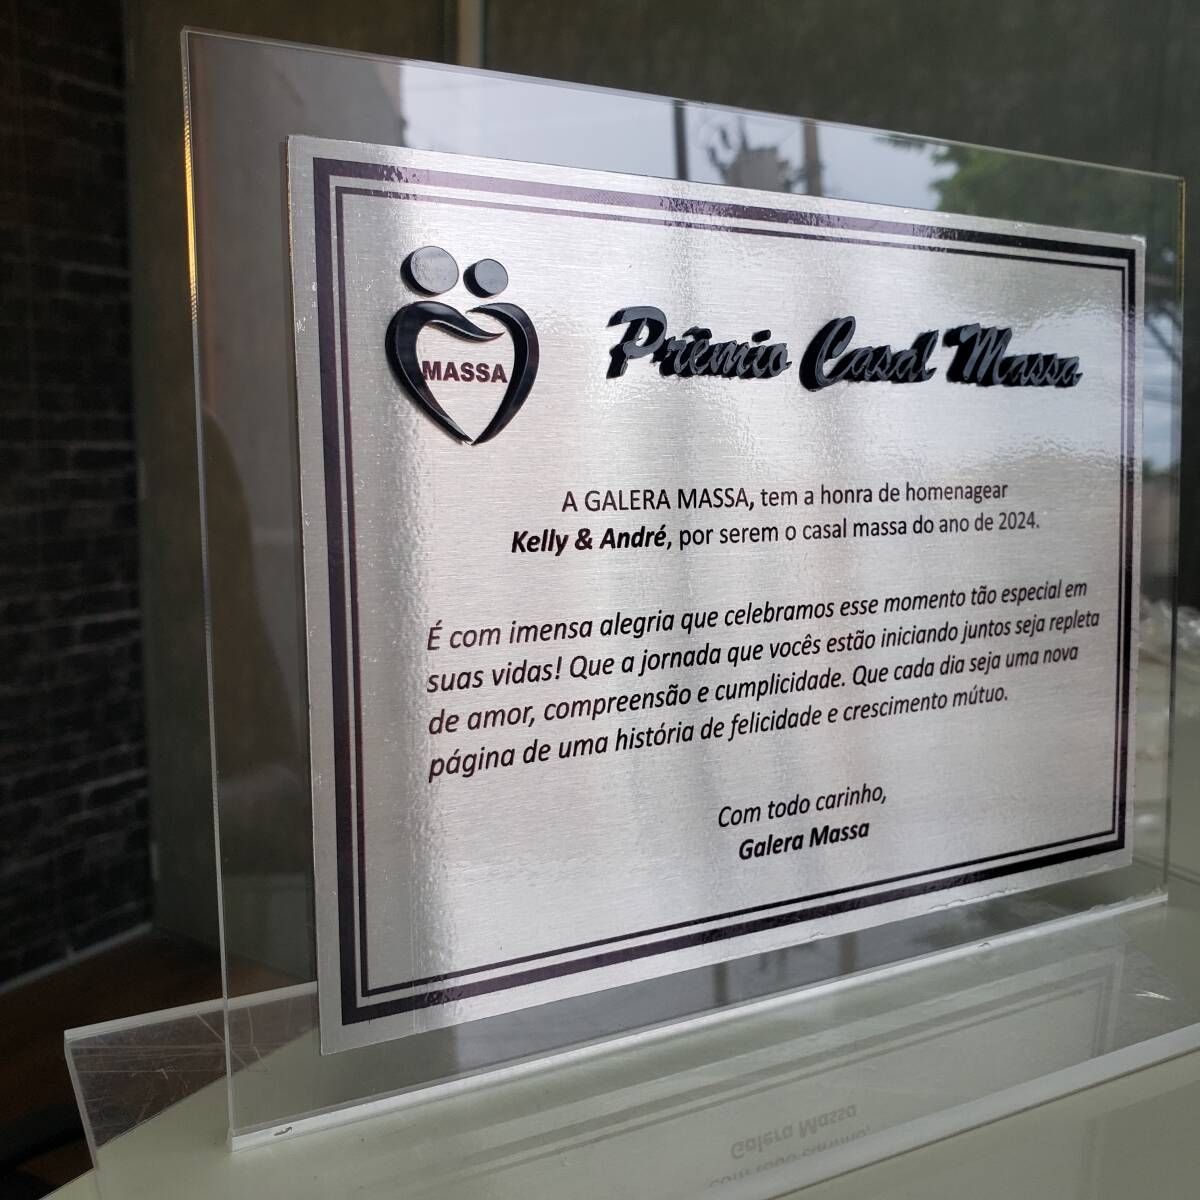 MASSA
Prêmio Casal Massa
A GALERA MASSA, tem a honra de homenagear
Kelly & André, por serem o casal massa do ano de 2024.
É com imensa alegria que celebramos esse momento tão especial em
suas vidas! Que a jornada que vocês estão iniciando juntos seja repleta
de amor, compreensão e cumplicidade. Que cada dia seja uma nova
página de uma história de felicidade e crescimento mútuo.
Com todo carinho,
Galera Massa